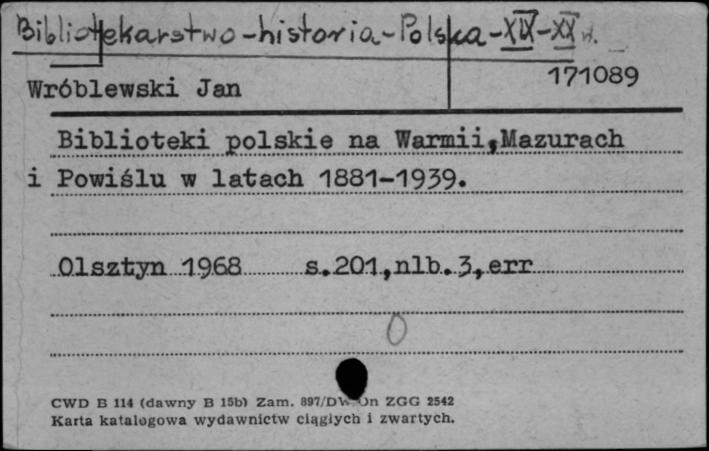 Bibliotekarstwo-historia-Polska-XIX-XX w.
171089
Wróblewski Jan
Biblioteki polskie na Warmii,Mazurach
i Powiślu w latach 1881-1939.
Olsztyn 1968 s.201,nlb.3,err
0
CWD B 114 (dawny B 15b) Zam. 897/DW On ZGG 2542
Karta katalogowa wydawnictw ciągłych i zwartych.